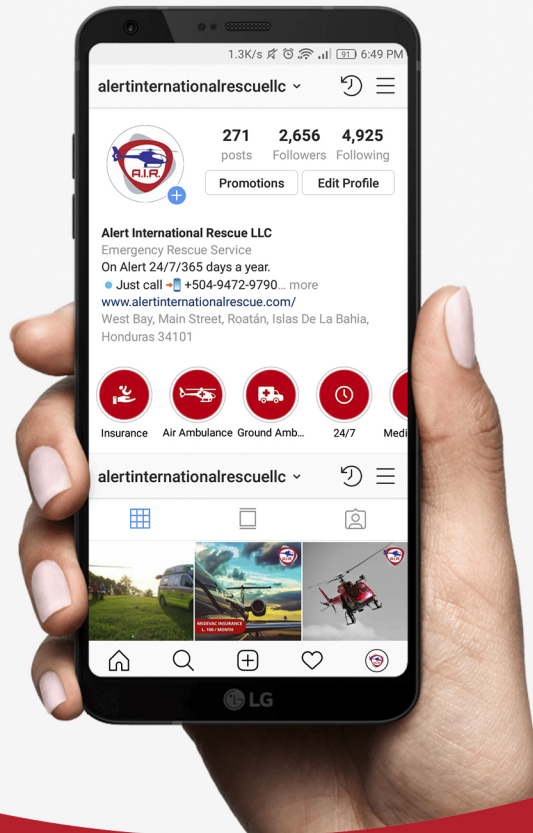 1.3K/s 91 6:49 PM
alertinternationalrescuellc
271 2,656 4,925
posts Followers Following
A.I.R.
Promotions Edit Profile
Alert International Rescue LLC
Emergency Rescue Service
On Alert 24/7/365 days a year.
Just call +504-9472-9790... more
www.alertinternationalrescue.com/
West Bay, Main Street, Roatán, Islas De La Bahia,
Honduras 34101
Insurance Air Ambulance Ground Amb... 24/7 Medi
alertinternationalrescuellc
MEDEVAC INSURANCE
L. 100 / MONTH
LG